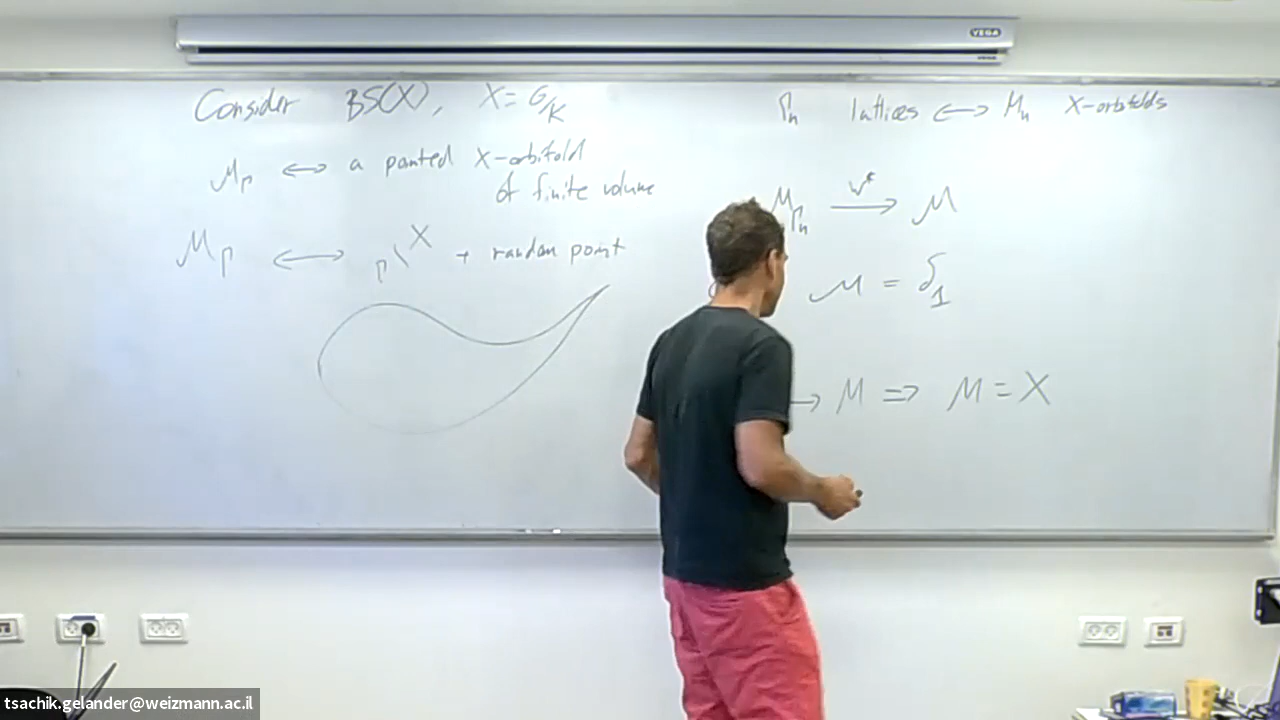 VEGA
Consider BS(X), X = G/K
μ_Γ ⟷ a pointed X-orbifold
of finite volume
μ_Γ ⟷ Γ\X + random point
Γ_n lattices ⟷ M_n X-orbifolds
μ_Γn ⟶ w* μ
μ = δ_1
→ M ⇒ M = X
tsachik.gelander@weizmann.ac.il